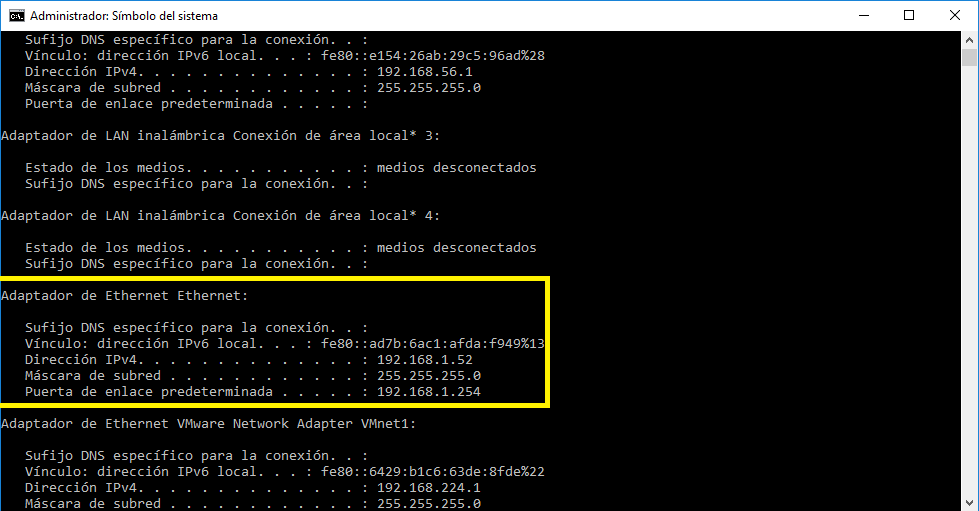 Administrador: Símbolo del sistema
Sufijo DNS específico para la conexión. . :
Vínculo: dirección IPv6 local. . . : fe80::e154:26ab:29c5:96ad%28
Dirección IPv4. . . . . . . . . . . . . . : 192.168.56.1
Máscara de subred . . . . . . . . . . . . : 255.255.255.0
Puerta de enlace predeterminada . . . . . :
Adaptador de LAN inalámbrica Conexión de área local* 3:
Estado de los medios. . . . . . . . . . . : medios desconectados
Sufijo DNS específico para la conexión. . :
Adaptador de LAN inalámbrica Conexión de área local* 4:
Estado de los medios. . . . . . . . . . . : medios desconectados
Sufijo DNS específico para la conexión. . :
Adaptador de Ethernet Ethernet:
Sufijo DNS específico para la conexión. . :
Vínculo: dirección IPv6 local. . . : fe80::ad7b:6ac1:afda:f949%13
Dirección IPv4. . . . . . . . . . . . . . : 192.168.1.52
Máscara de subred . . . . . . . . . . . . : 255.255.255.0
Puerta de enlace predeterminada . . . . . : 192.168.1.254
Adaptador de Ethernet VMware Network Adapter VMnet1:
Sufijo DNS específico para la conexión. . :
Vínculo: dirección IPv6 local. . . : fe80::6429:b1c6:63de:8fde%22
Dirección IPv4. . . . . . . . . . . . . . : 192.168.224.1
Máscara de subred . . . . . . . . . . . . : 255.255.255.0